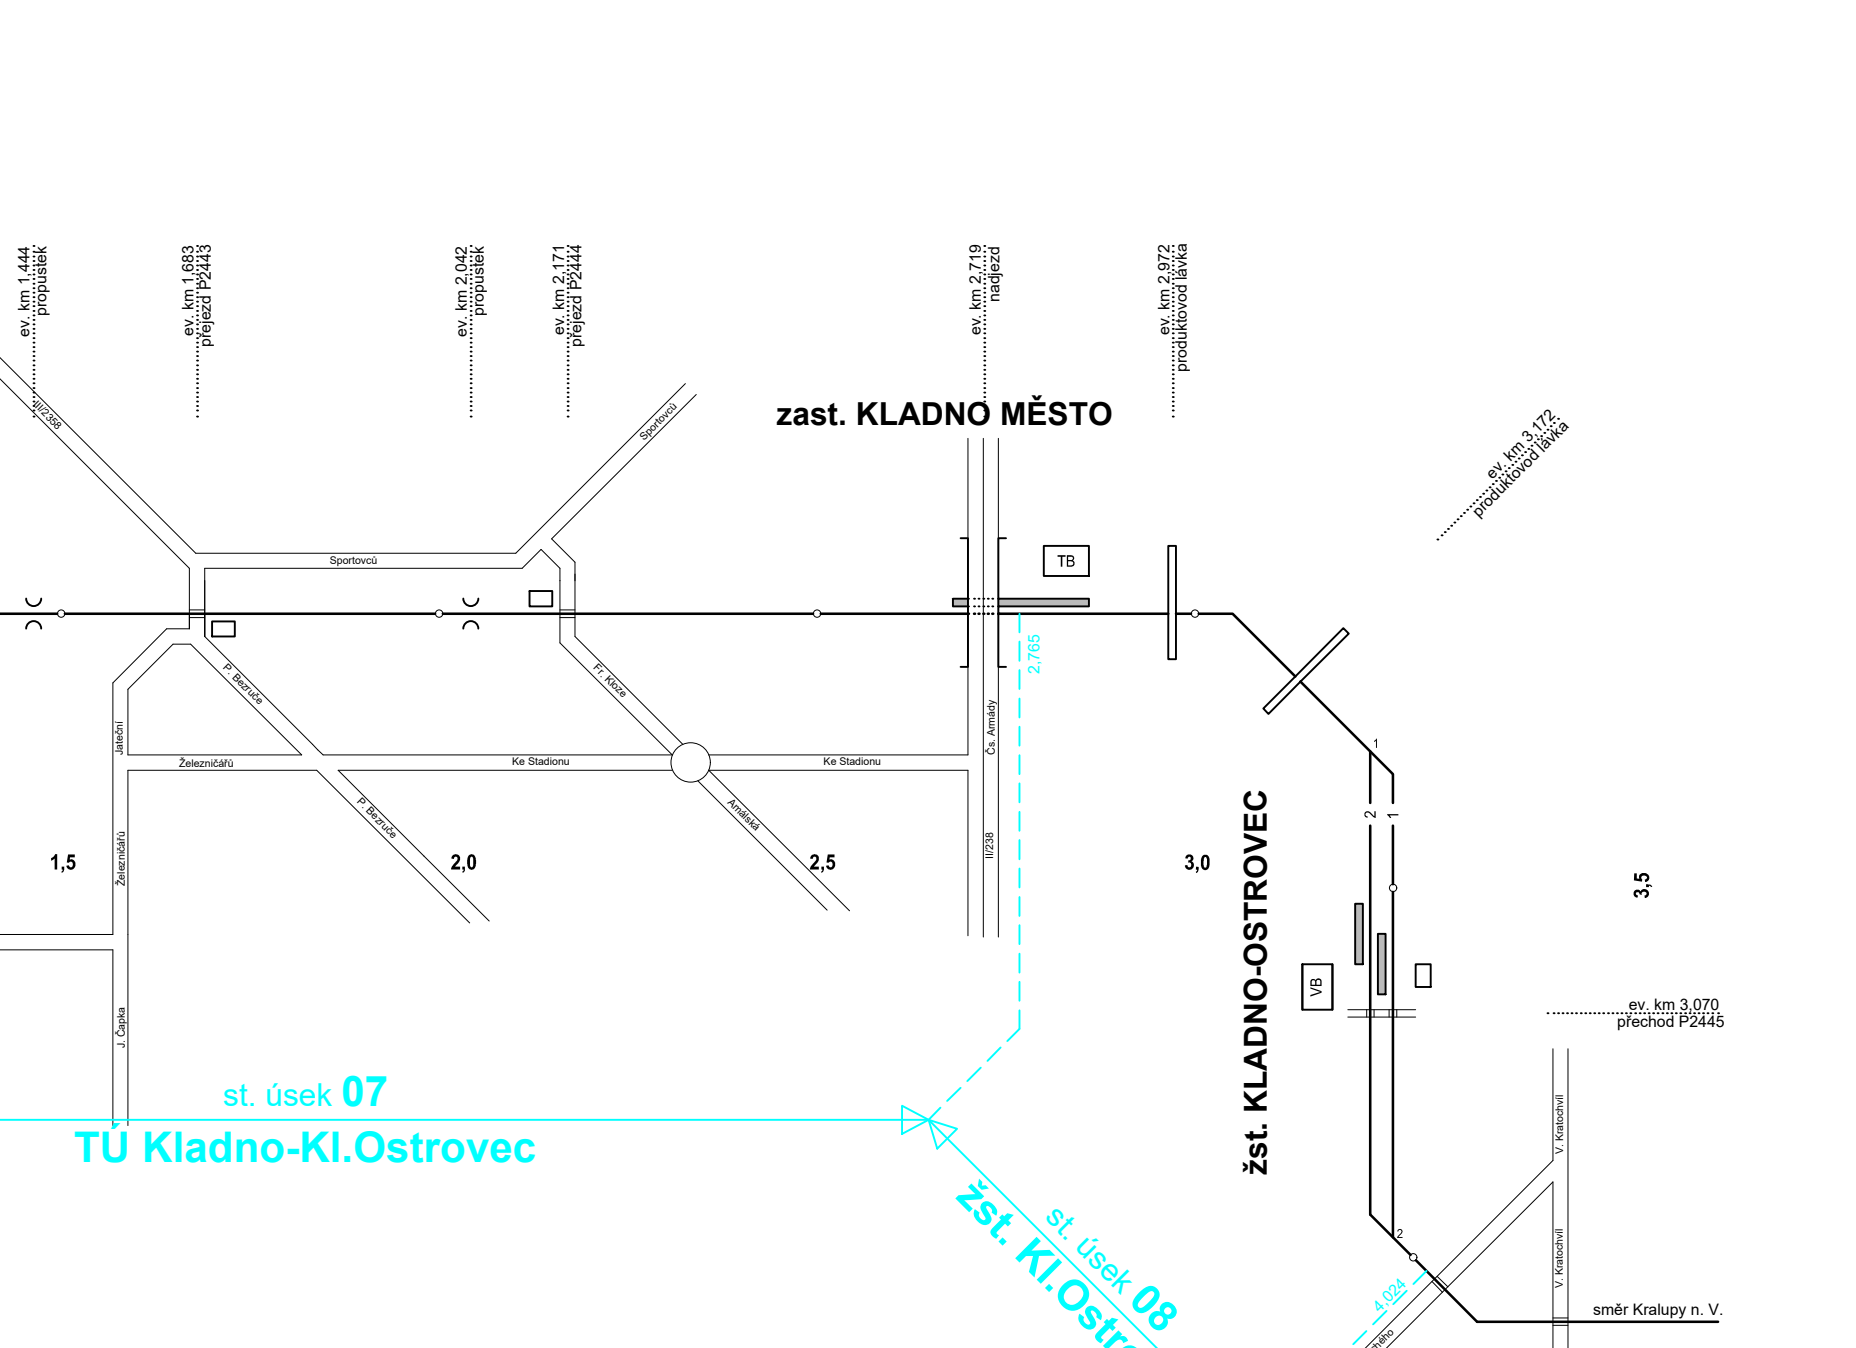 ev. km 1,444
propustek
ev. km 1,683
přejezd P2443
ev. km 2,042
propustek
ev. km 2,171
přejezd P2444
ev. km 2,719
nadjezd
ev. km 2,972
produktovod lávka
ev. km 3,172
produktovod lávka
zast. KLADNO MĚSTO
III/2358
Sportovců
Sportovců
TB
2,765
P. Bezruče
Fr. Kloze
Jateční
Čs. Armády
Železničářů
Ke Stadionu
Ke Stadionu
P. Bezruče
Amálská
1
2
1
1,5
Železničářů
2,0
2,5
II/238
3,0
3,5
žst. KLADNO-OSTROVEC
VB
ev. km 3,070
přechod P2445
J. Čapka
st. úsek 07
TÚ Kladno-Kl.Ostrovec
V. Kratochvíl
V. Kratochvíl
st. úsek 08
žst. Kl.Ostro
2
4,024
směr Kralupy n. V.